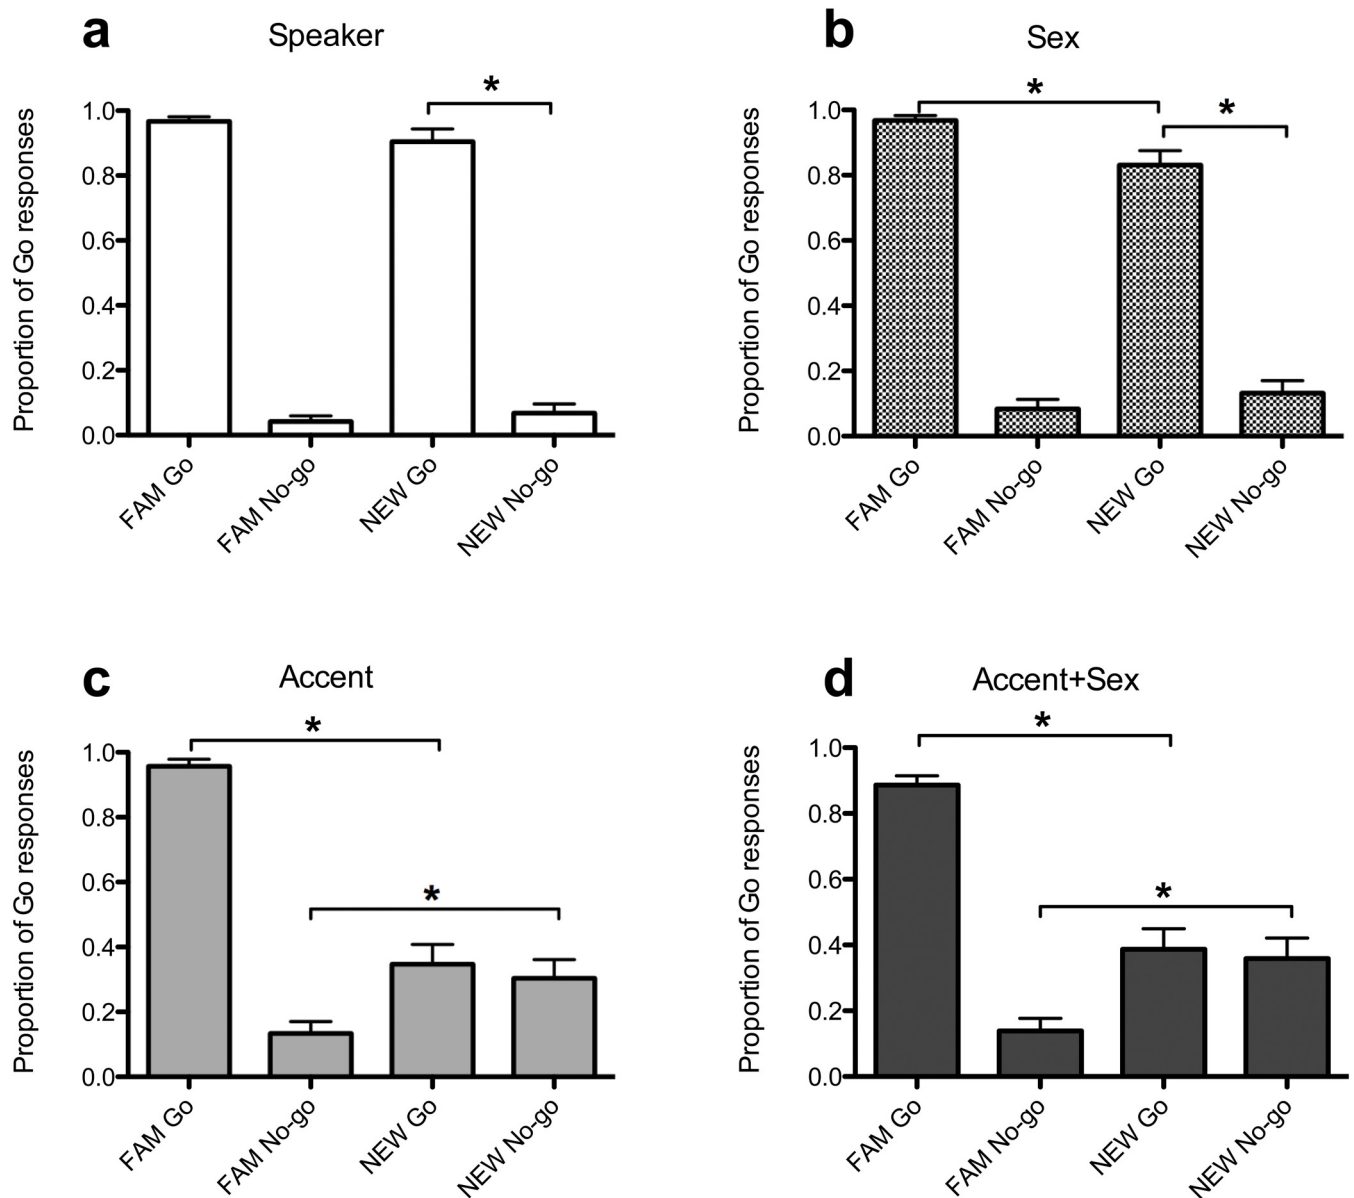 a
Speaker
*
Proportion of Go responses
1.0
0.8
0.6
0.4
0.2
0.0
FAM Go
FAM No-go
NEW Go
NEW No-go
b
Sex
*
*
Proportion of Go responses
1.0
0.8
0.6
0.4
0.2
0.0
FAM Go
FAM No-go
NEW Go
NEW No-go
c
Accent
*
*
Proportion of Go responses
1.0
0.8
0.6
0.4
0.2
0.0
FAM Go
FAM No-go
NEW Go
NEW No-go
d
Accent+Sex
*
*
Proportion of Go responses
1.0
0.8
0.6
0.4
0.2
0.0
FAM Go
FAM No-go
NEW Go
NEW No-go